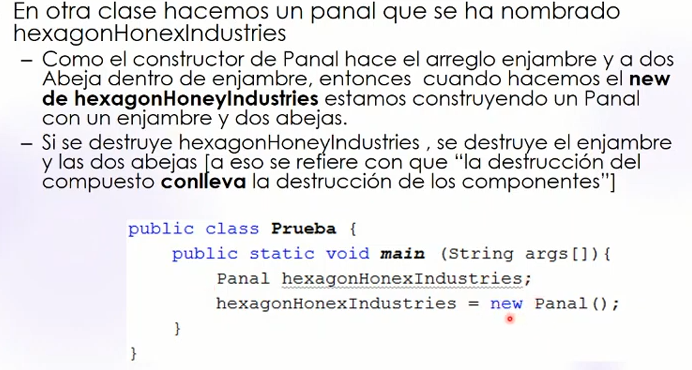 En otra clase hacemos un panal que se ha nombrado
hexagonHonexIndustries
– Como el constructor de Panal hace el arreglo enjambre y a dos
Abeja dentro de enjambre, entonces cuando hacemos el new
de hexagonHoneyIndustries estamos construyendo un Panal
con un enjambre y dos abejas.
– Si se destruye hexagonHoneyIndustries , se destruye el enjambre
y las dos abejas [a eso se refiere con que “la destrucción del
compuesto conlleva la destrucción de los componentes”]
public class Prueba {
public static void main (String args[]){
Panal hexagonHonexIndustries;
hexagonHonexIndustries = new Panal();
}
}